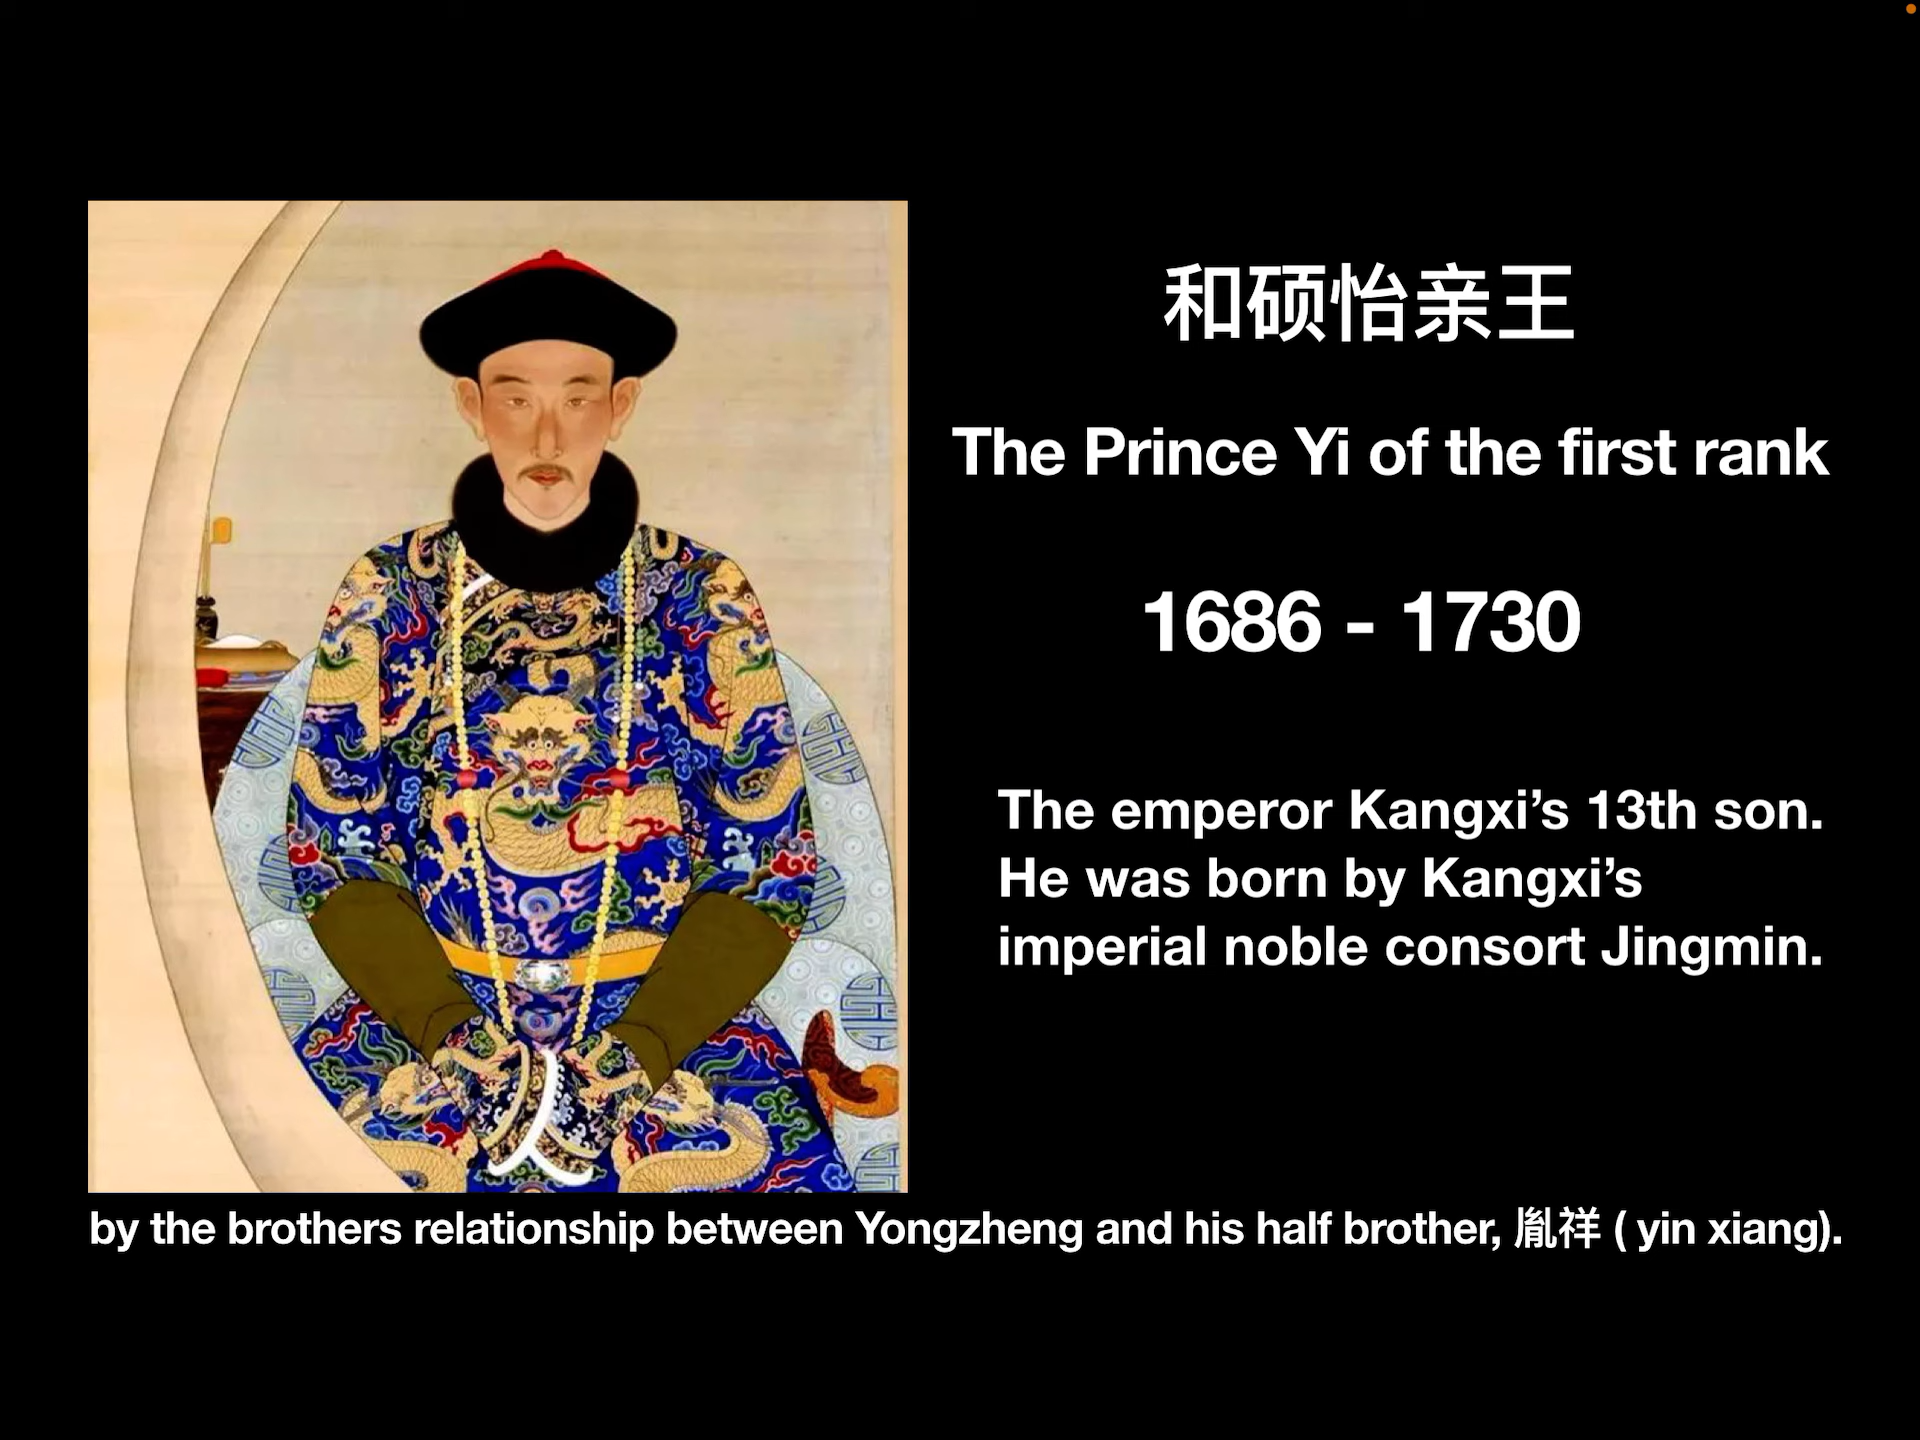 和硕怡亲王
The Prince Yi of the first rank
1686 - 1730
The emperor Kangxi’s 13th son.
He was born by Kangxi’s
imperial noble consort Jingmin.
by the brothers relationship between Yongzheng and his half brother, 胤祥 ( yin xiang).